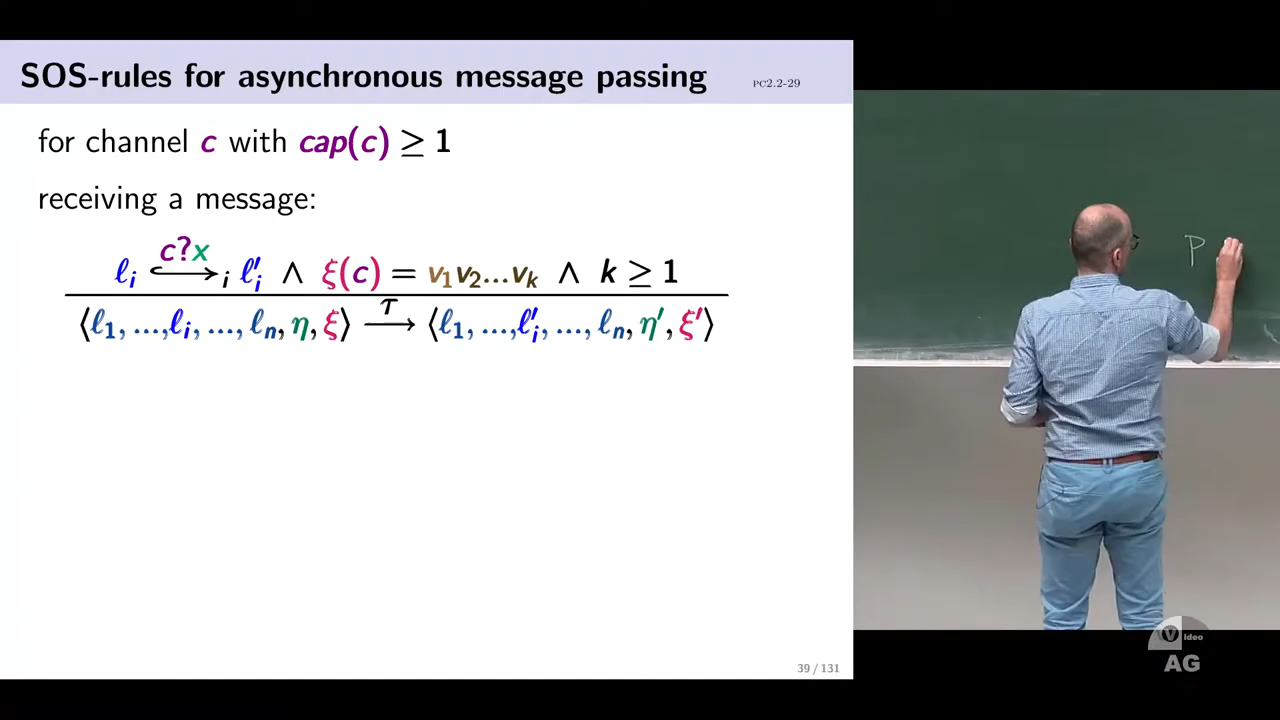 SOS-rules for asynchronous message passing PC2.2-29
for channel c with cap(c) ≥ 1
receiving a message:
ℓi c?x ↪i ℓ′i ∧ ξ(c) = v1v2...vk ∧ k ≥ 1
⟨ℓ1, ...,ℓi, ..., ℓn, η, ξ⟩ τ→ ⟨ℓ1, ...,ℓ′i, ..., ℓn, η′, ξ′⟩
P
39 / 131
Video
AG